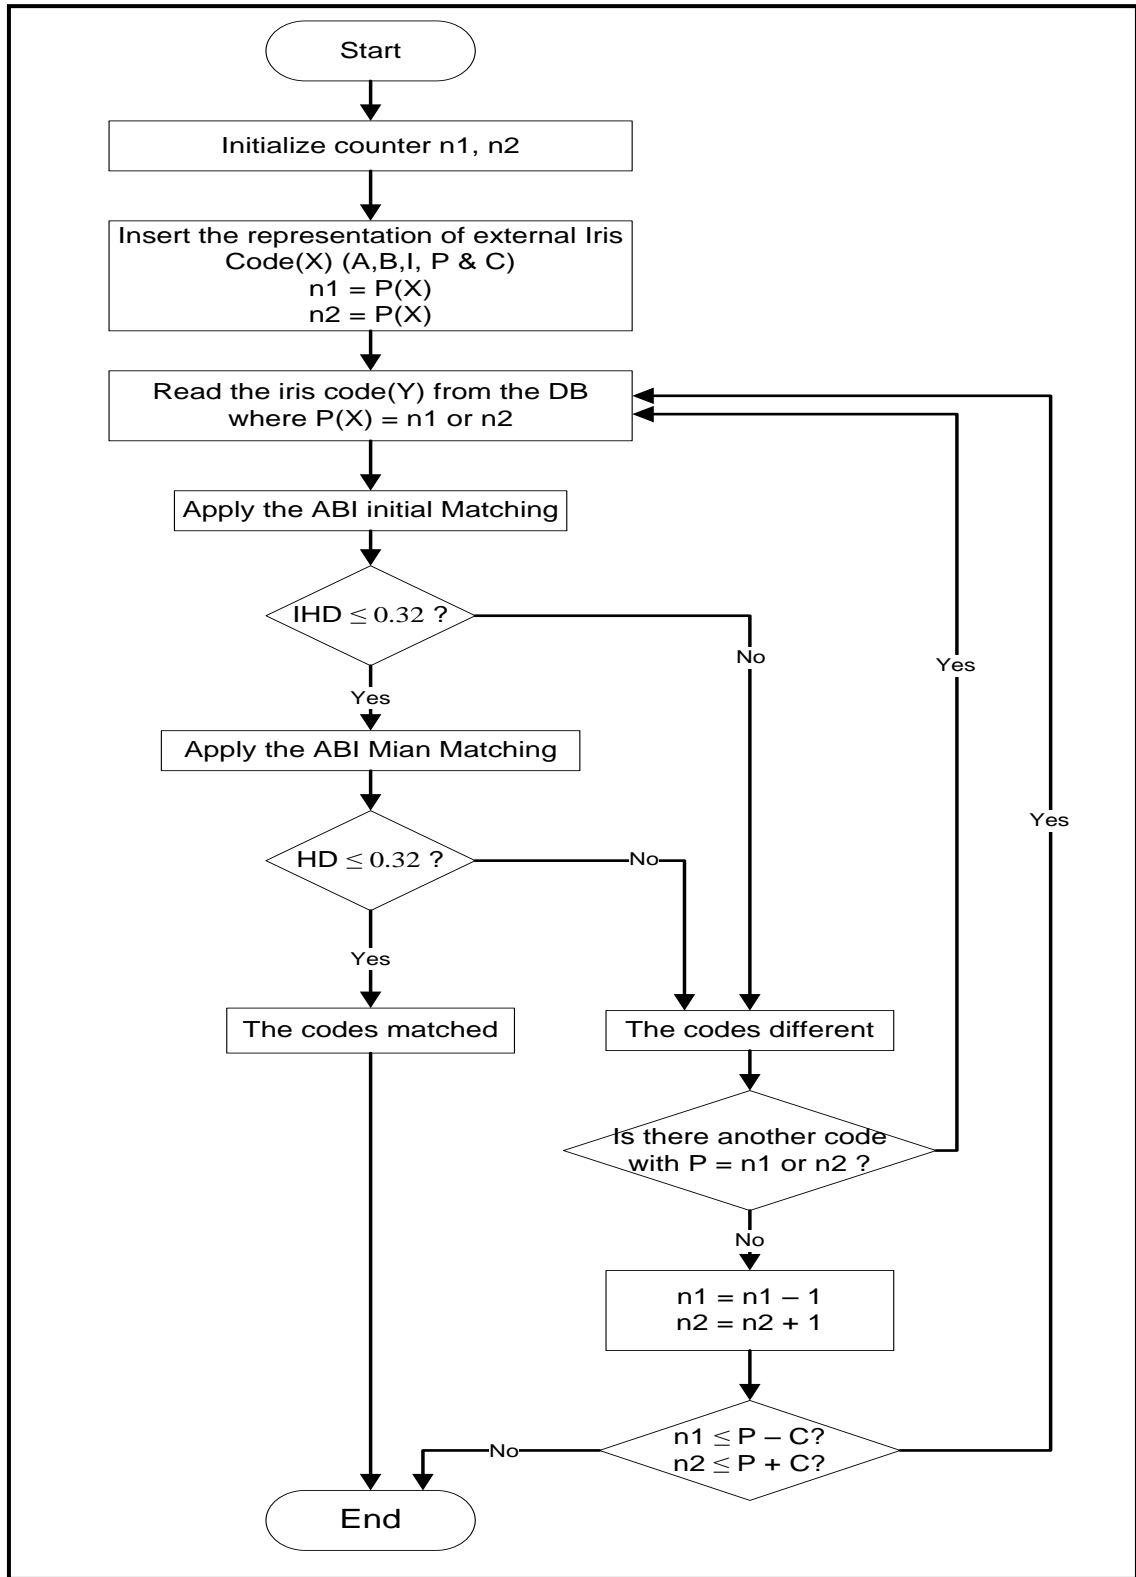 Start
Initialize counter n1, n2
Insert the representation of external Iris
Code(X) (A,B,I, P & C)
n1 = P(X)
n2 = P(X)
Read the iris code(Y) from the DB
where P(X) = n1 or n2
Apply the ABI initial Matching
IHD ≤ 0.32 ?
No
Yes
Yes
Apply the ABI Mian Matching
Yes
HD ≤ 0.32 ?
No
Yes
The codes matched
The codes different
Is there another code
with P = n1 or n2 ?
No
n1 = n1 – 1
n2 = n2 + 1
n1 ≤ P – C?
n2 ≤ P + C?
No
End